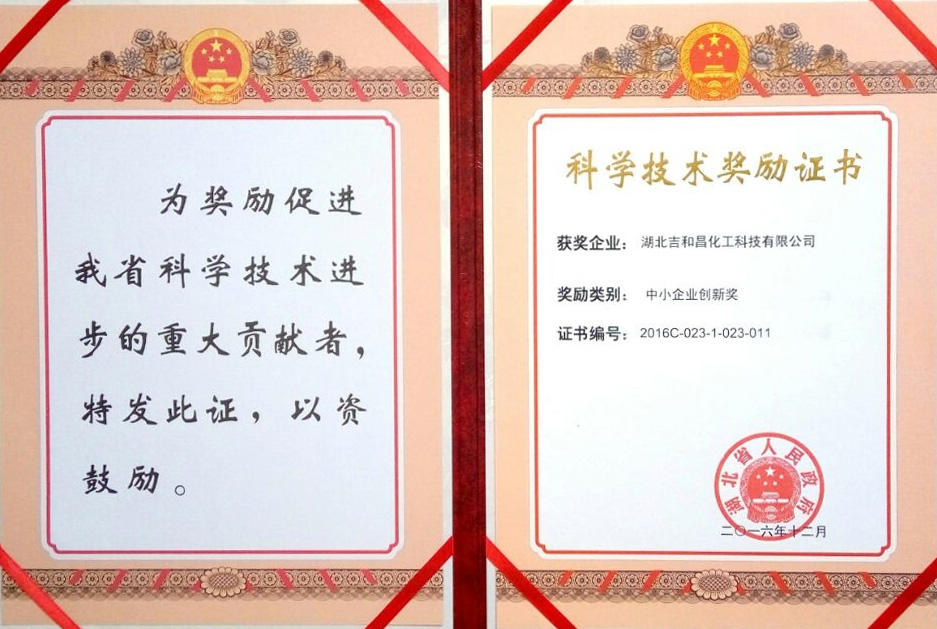 为奖励促进
我省科学技术进
步的重大贡献者，
特发此证，以资
鼓励。
科学技术奖励证书
获奖企业： 湖北吉和昌化工科技有限公司
奖励类别： 中小企业创新奖
证书编号： 2016C-023-1-023-011
湖北省人民政府
二〇一六年十二月